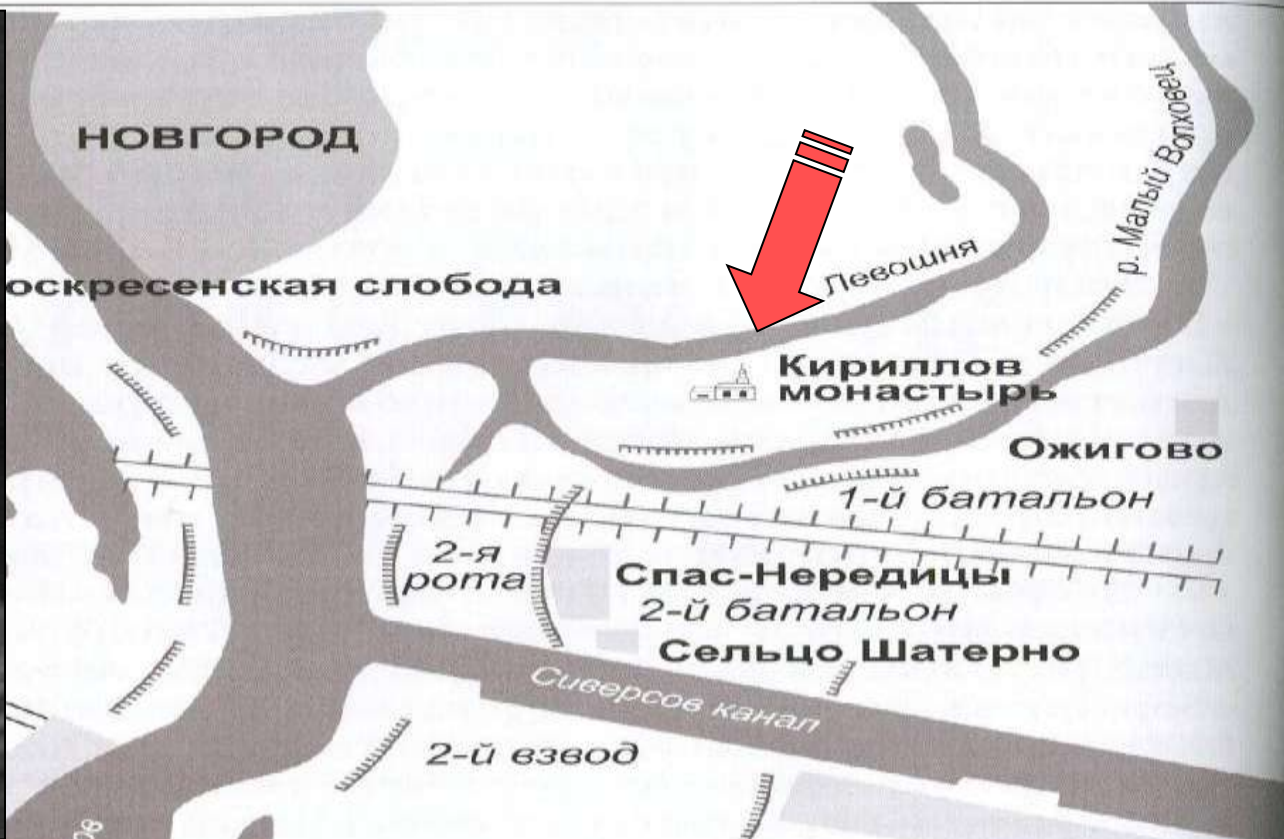 НОВГОРОД
р. Малый Волховец
Левошня
оскресенская слобода
Кириллов
монастырь
Ожигово
1-й батальон
2-я
рота
Спас-Нередицы
2-й батальон
Сельцо Шатерно
Сиверсов канал
2-й взвод
ов